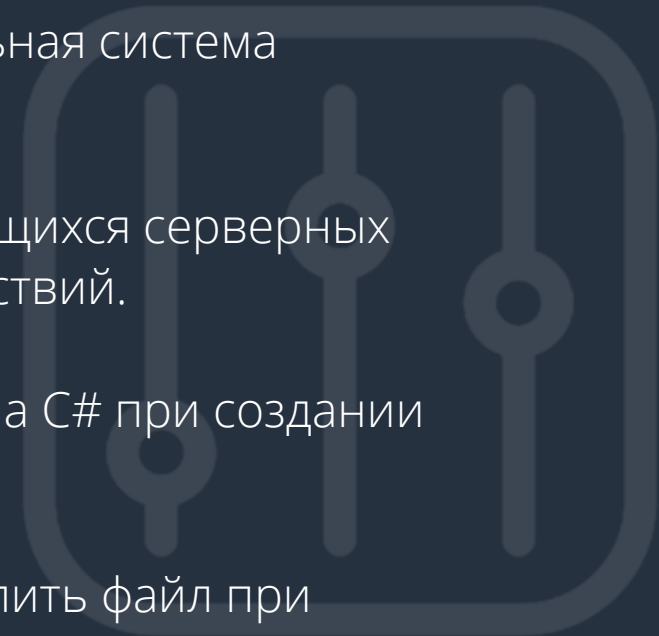 ьная система
щихся серверных
ствий.
а C# при создании
лить файл при